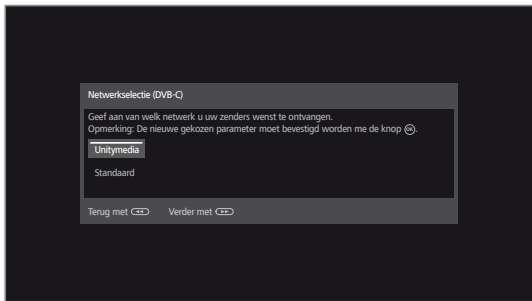 Netwerkselectie (DVB-C)
Geef aan van welk netwerk u uw zenders wenst te ontvangen.
Opmerking: De nieuwe gekozen parameter moet bevestigd worden me de knop OK.
Unitymedia
Standaard
Terug met Verder met